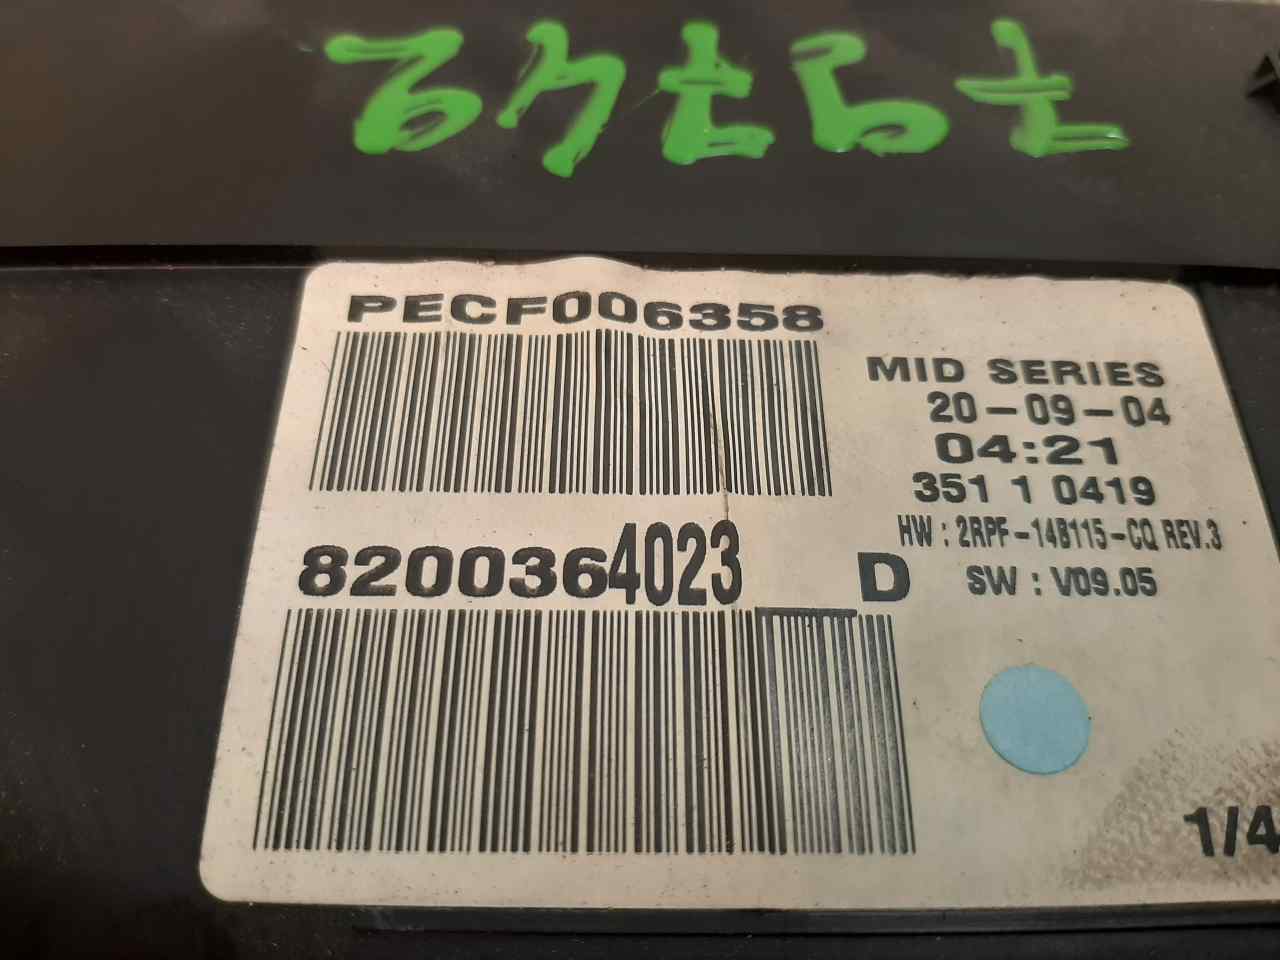 79742
PECF006358
MID SERIES
20-09-04
04:21
351 1 0419
HW : 2RPF-14B115-CQ REV.3
SW : V09.05
8200364023 D
1/4